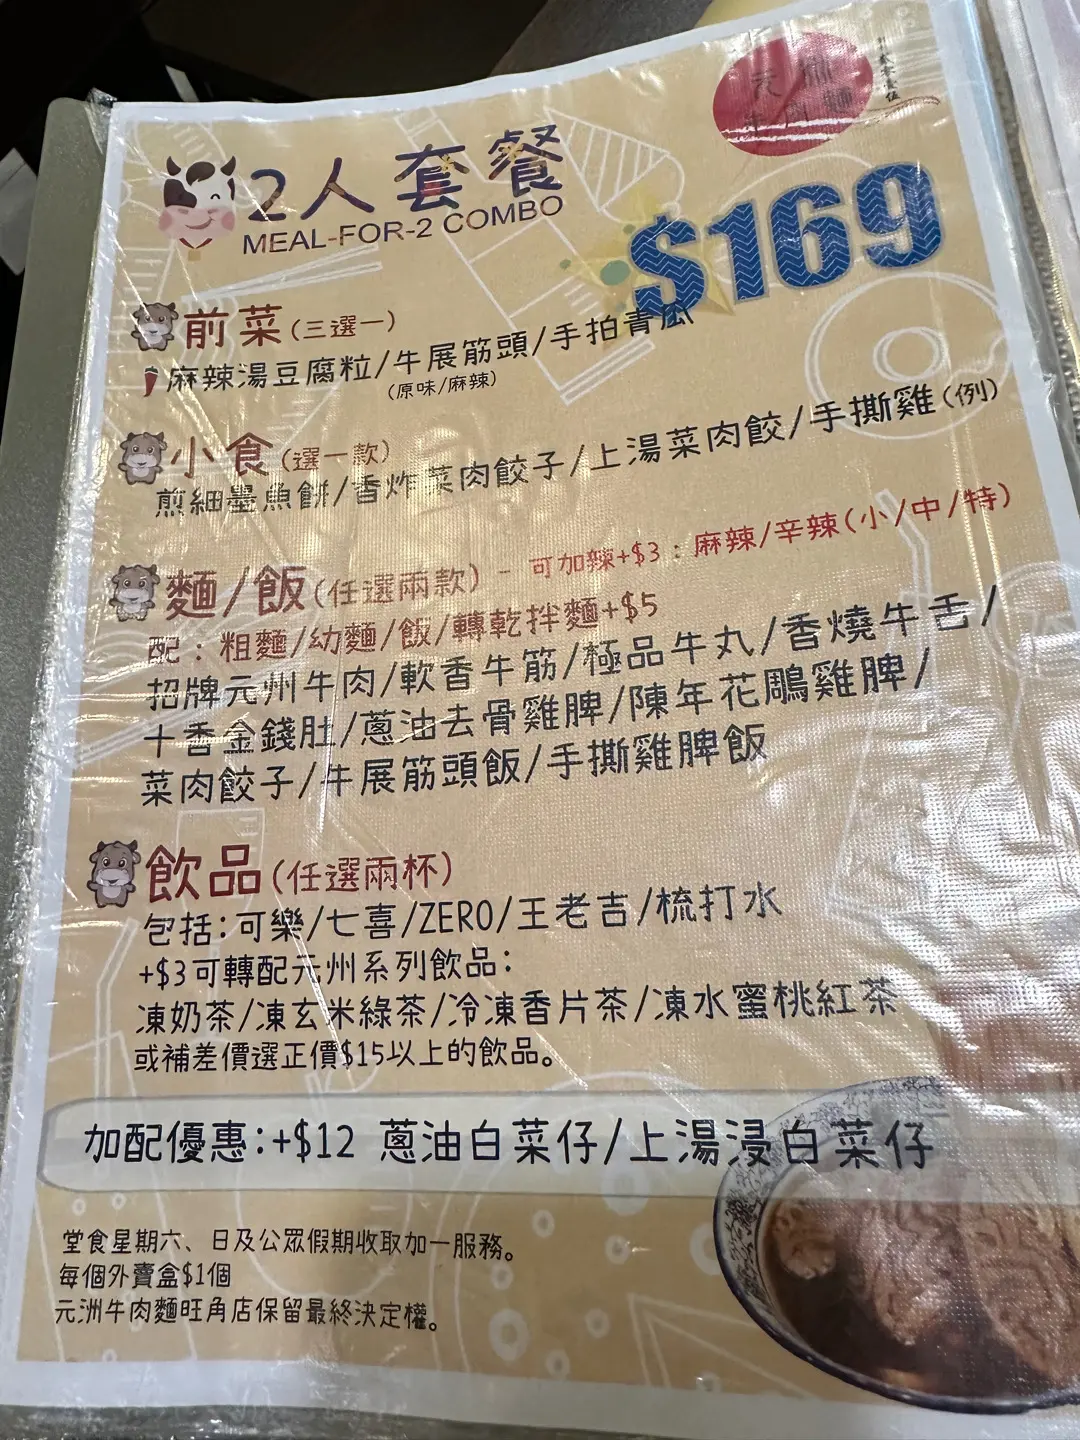 2人套餐
MEAL-FOR-2 COMBO
$169
前菜(三選一)
麻辣湯豆腐粒/牛展筋頭/手拍青瓜
(原味/麻辣)
小食(選一款)
煎細墨魚餅/香炸菜肉餃子/上湯菜肉餃/手撕雞(例)
麵/飯(任選兩款) - 可加辣+$3：麻辣/辛辣(小/中/特)
配：粗麵/幼麵/飯/轉乾拌麵+$5
招牌元州牛肉/軟香牛筋/極品牛丸/香燒牛舌/
十香金錢肚/蔥油去骨雞脾/陳年花鵰雞脾/
菜肉餃子/牛展筋頭飯/手撕雞脾飯
飲品(任選兩杯)
包括:可樂/七喜/ZERO/王老吉/梳打水
+$3可轉配元州系列飲品:
凍奶茶/凍玄米綠茶/冷凍香片茶/凍水蜜桃紅茶
或補差價選正價$15以上的飲品。
加配優惠:+$12 蔥油白菜仔/上湯浸白菜仔
堂食星期六、日及公眾假期收取加一服務。
每個外賣盒$1個
元洲牛肉麵旺角店保留最終決定權。